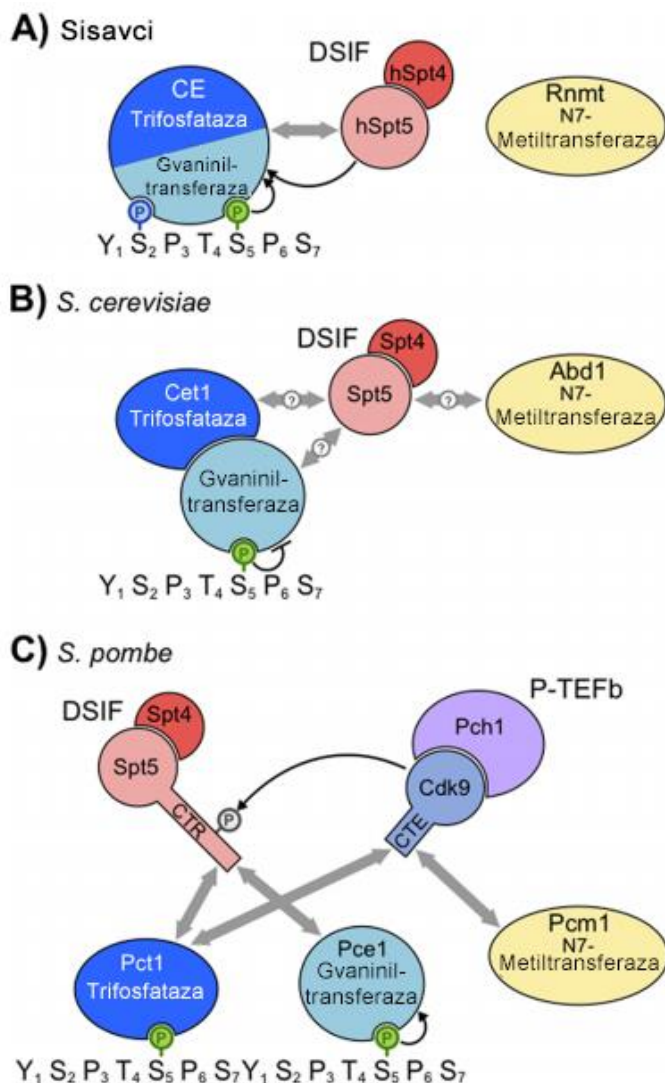 A) Sisavci
DSIF
hSpt4
hSpt5
CE
Trifosfataza
Gvaninil-
transferaza
Rnmt
N7-
Metiltransferaza
P
P
Y₁ S₂ P₃ T₄ S₅ P₆ S₇
B) S. cerevisiae
DSIF
Spt4
Spt5
Cet1
Trifosfataza
?
?
?
Abd1
N7-
Metiltransferaza
Gvaninil-
transferaza
P
Y₁ S₂ P₃ T₄ S₅ P₆ S₇
C) S. pombe
DSIF
Spt4
Spt5
CTR
P
P-TEFb
Pch1
Cdk9
CTE
Pct1
Trifosfataza
P
Pce1
Gvaninil-
transferaza
P
Pcm1
N7-
Metiltransferaza
Y₁ S₂ P₃ T₄ S₅ P₆ S₇ Y₁ S₂ P₃ T₄ S₅ P₆ S₇